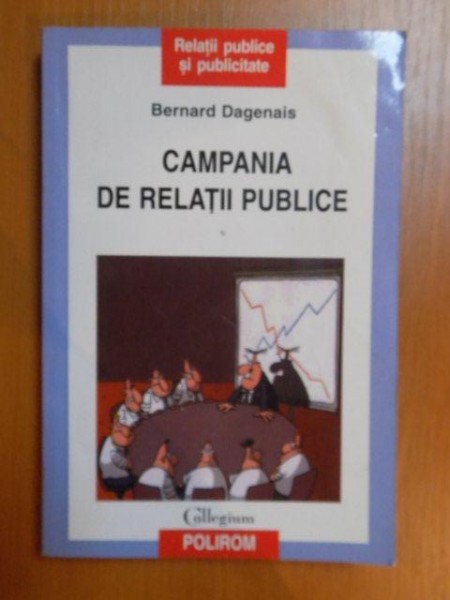 Relații publice
și publicitate
Bernard Dagenais
CAMPANIA
DE RELAȚII PUBLICE
Collegium
POLIROM